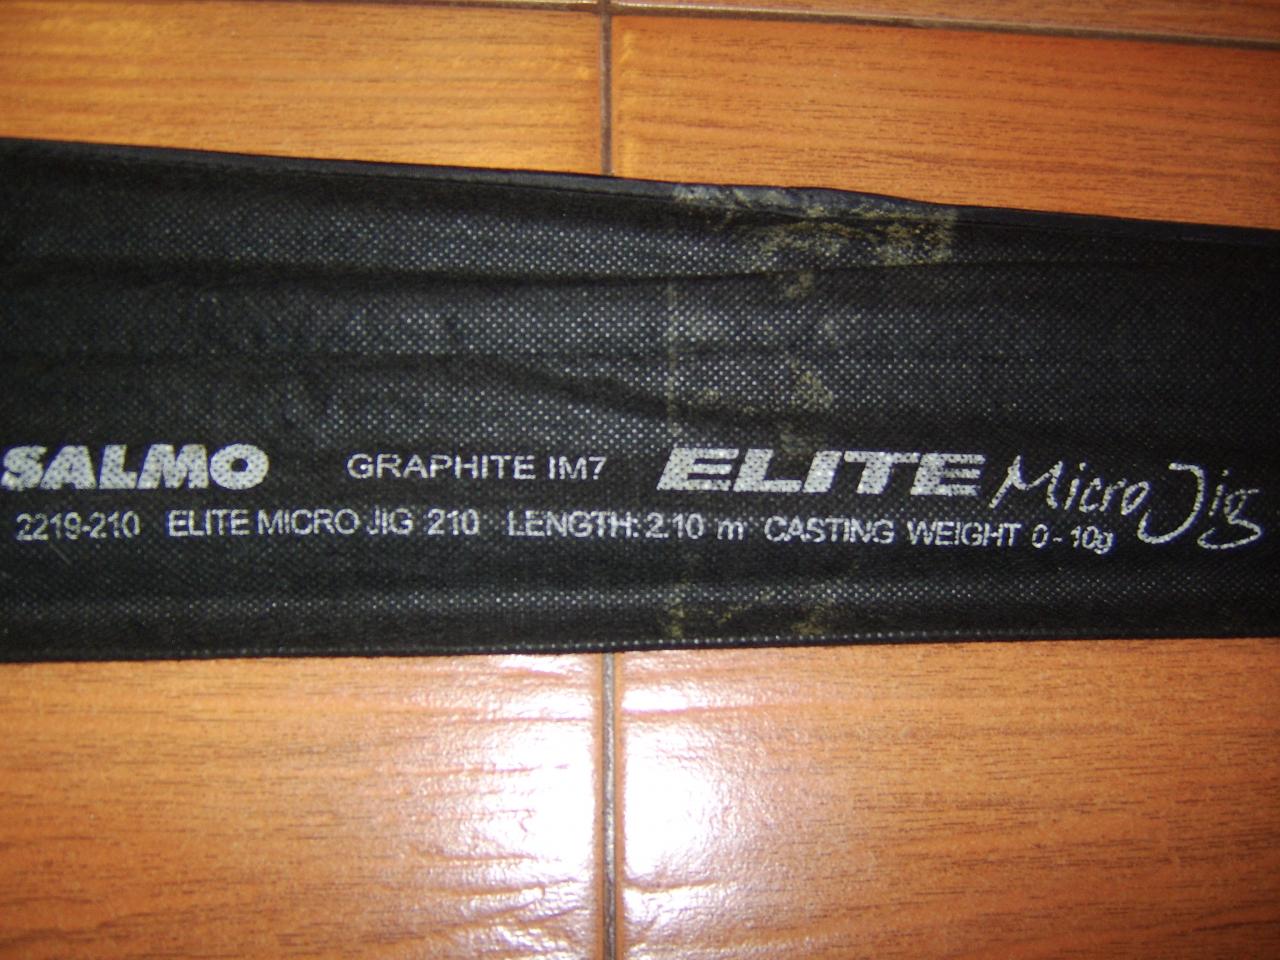 SALMO GRAPHITE IM7 ELITE Micro Jig
2219-210 ELITE MICRO JIG 210 LENGTH: 2.10 m CASTING WEIGHT 0-10g